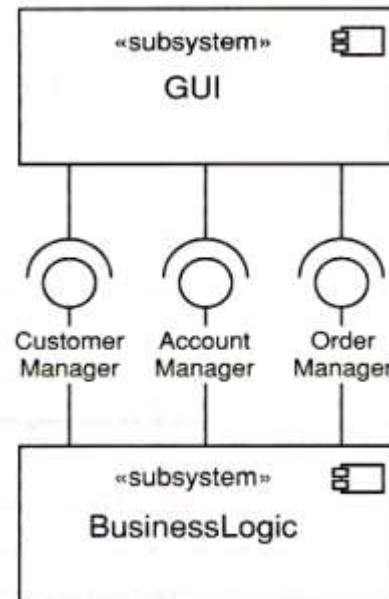 «subsystem»
GUI
Customer
Manager
Account
Manager
Order
Manager
«subsystem»
BusinessLogic